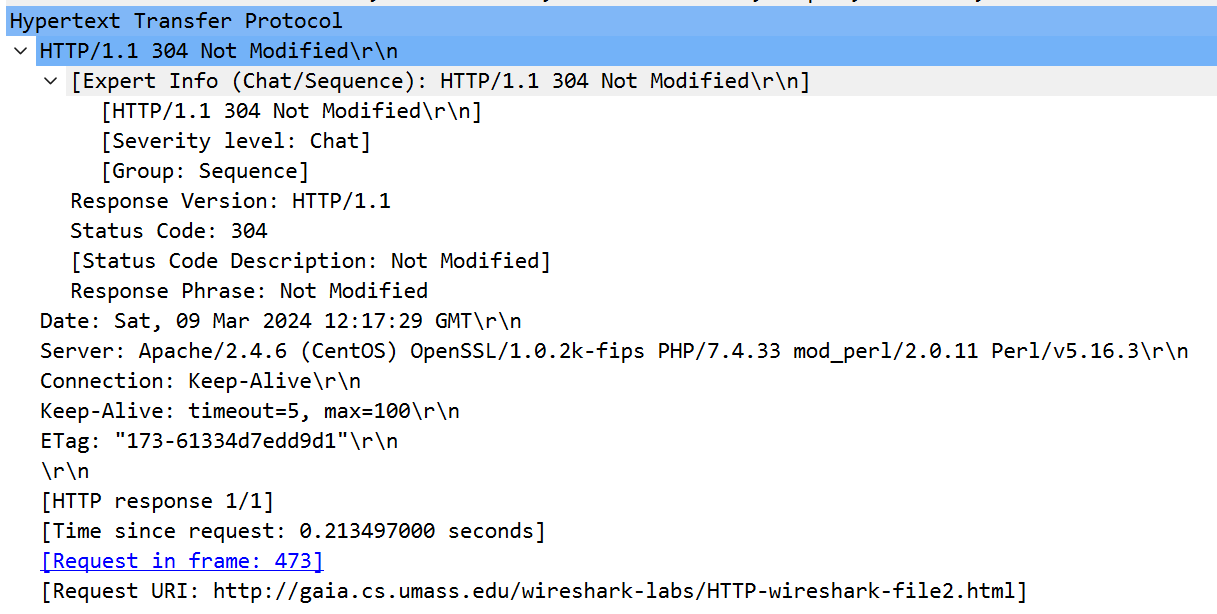 Hypertext Transfer Protocol
HTTP/1.1 304 Not Modified\r\n
[Expert Info (Chat/Sequence): HTTP/1.1 304 Not Modified\r\n]
[HTTP/1.1 304 Not Modified\r\n]
[Severity level: Chat]
[Group: Sequence]
Response Version: HTTP/1.1
Status Code: 304
[Status Code Description: Not Modified]
Response Phrase: Not Modified
Date: Sat, 09 Mar 2024 12:17:29 GMT\r\n
Server: Apache/2.4.6 (CentOS) OpenSSL/1.0.2k-fips PHP/7.4.33 mod_perl/2.0.11 Perl/v5.16.3\r\n
Connection: Keep-Alive\r\n
Keep-Alive: timeout=5, max=100\r\n
ETag: "173-61334d7edd9d1"\r\n
\r\n
[HTTP response 1/1]
[Time since request: 0.213497000 seconds]
[Request in frame: 473]
[Request URI: http://gaia.cs.umass.edu/wireshark-labs/HTTP-wireshark-file2.html]